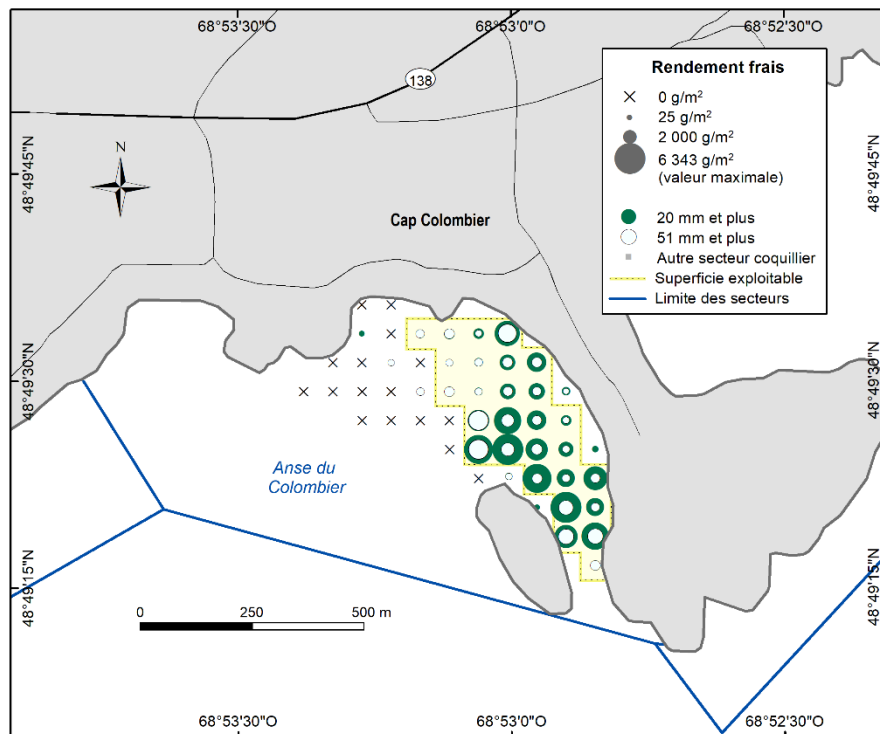 68°53'30"O 68°53'0"O 68°52'30"O
138
Rendement frais
0 g/m²
25 g/m²
2 000 g/m²
6 343 g/m²
(valeur maximale)
20 mm et plus
51 mm et plus
Autre secteur coquillier
Superficie exploitable
Limite des secteurs
48°49'45"N 48°49'45"N
N
Cap Colombier
48°49'30"N 48°49'30"N
Anse du
Colombier
48°49'15"N 48°49'15"N
0 250 500 m
68°53'30"O 68°53'0"O 68°52'30"O